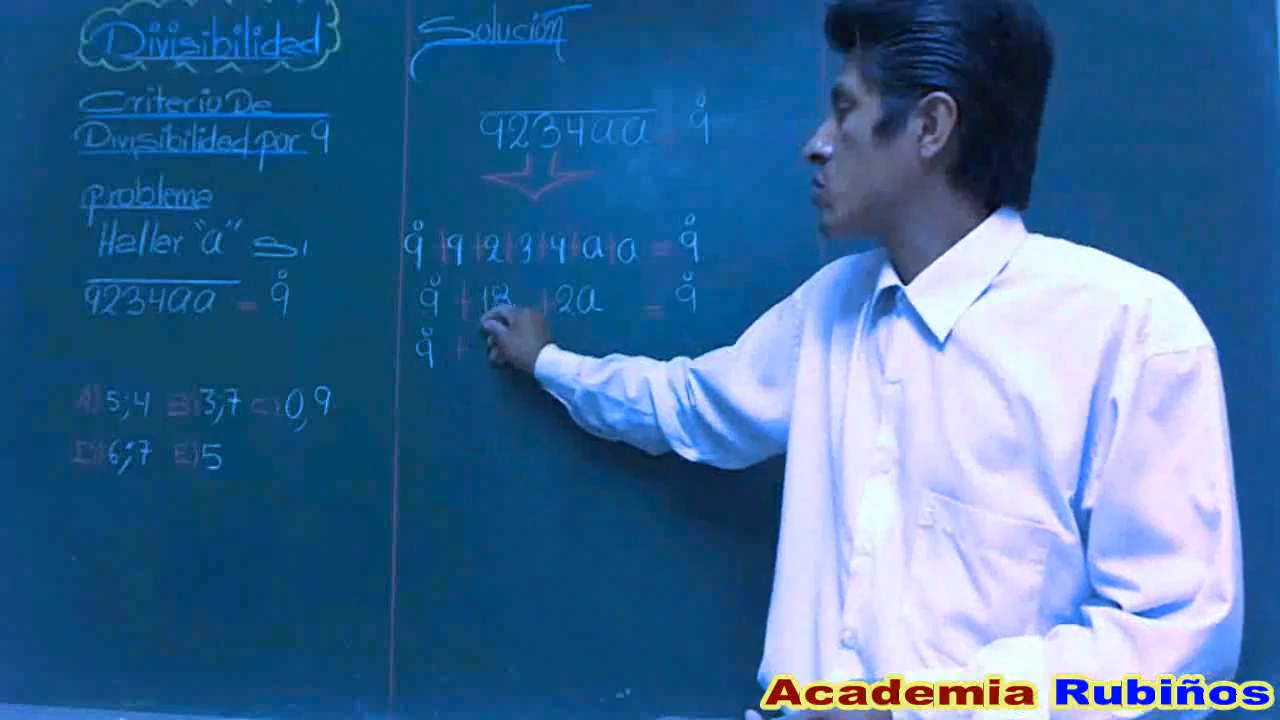 Divisibilidad
Criterio De
Divisibilidad por 9
problema
Hallar "a" Si
9234aa = 9̊
A) 5;4 B) 3,7 C) 0,9
D) 6;7 E) 5
Solución
9234aa = 9̊
9̊ + 9 + 2 + 3 + 4 + a + a = 9̊
9̊ + 18 + 2a = 9̊
9̊ +
Academia Rubiños